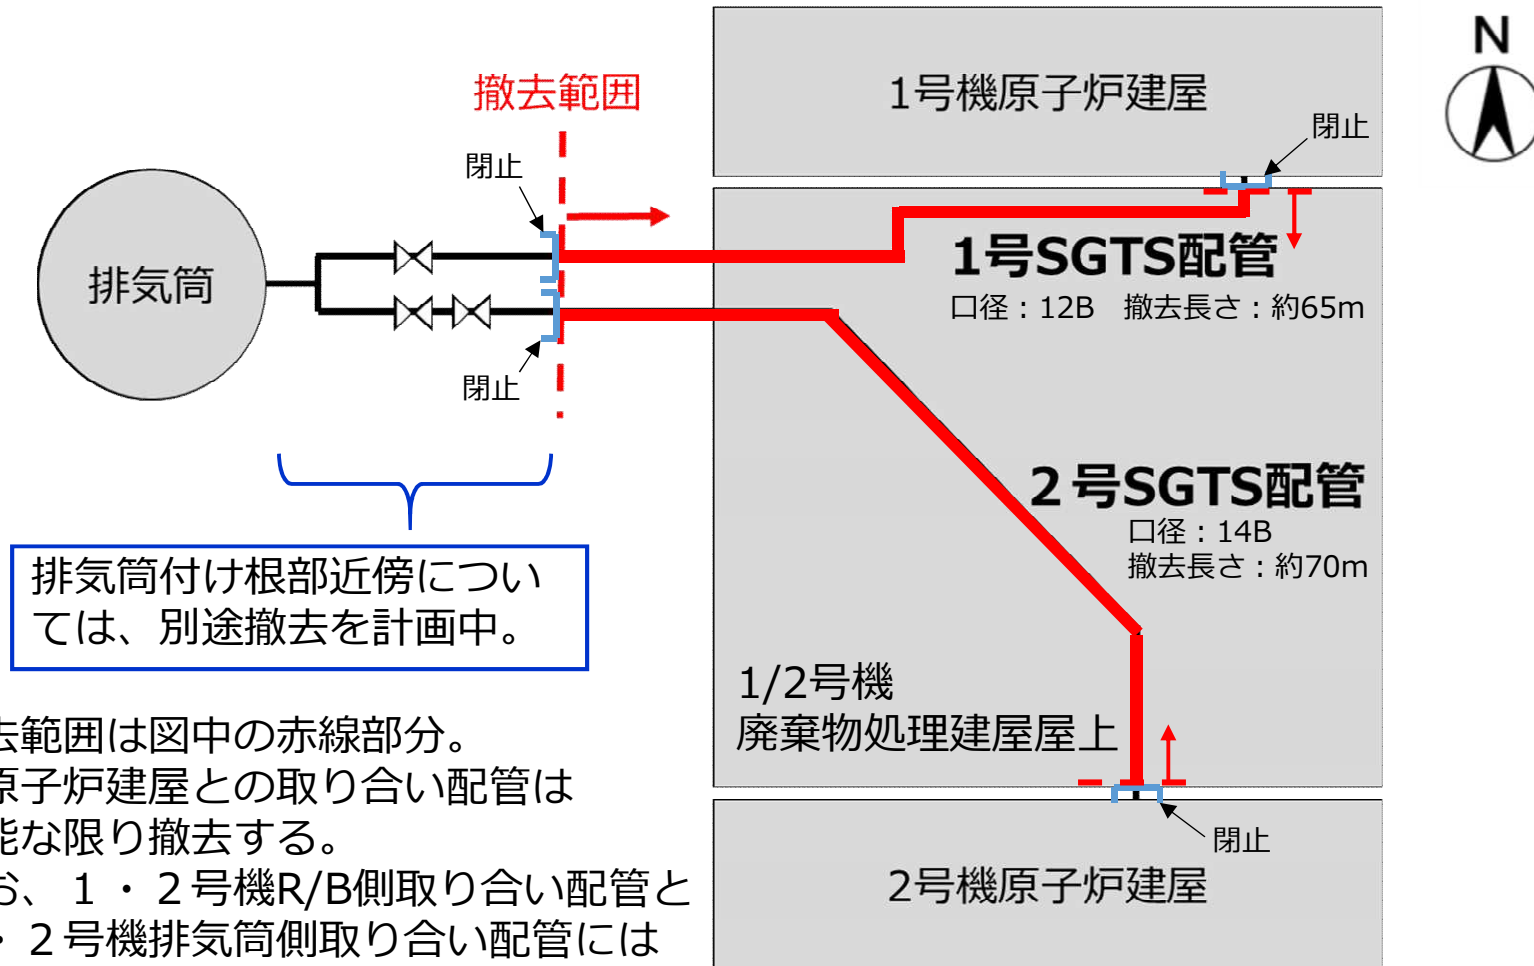 N
1号機原子炉建屋
撤去範囲
閉止
閉止
排気筒
1号SGTS配管
口径：12B　撤去長さ：約65m
閉止
２号SGTS配管
口径：14B
撤去長さ：約70m
排気筒付け根部近傍につい
ては、別途撤去を計画中。
1/2号機
廃棄物処理建屋屋上
去範囲は図中の赤線部分。
原子炉建屋との取り合い配管は
能な限り撤去する。
お、１・２号機R/B側取り合い配管と
・２号機排気筒側取り合い配管には
閉止
2号機原子炉建屋